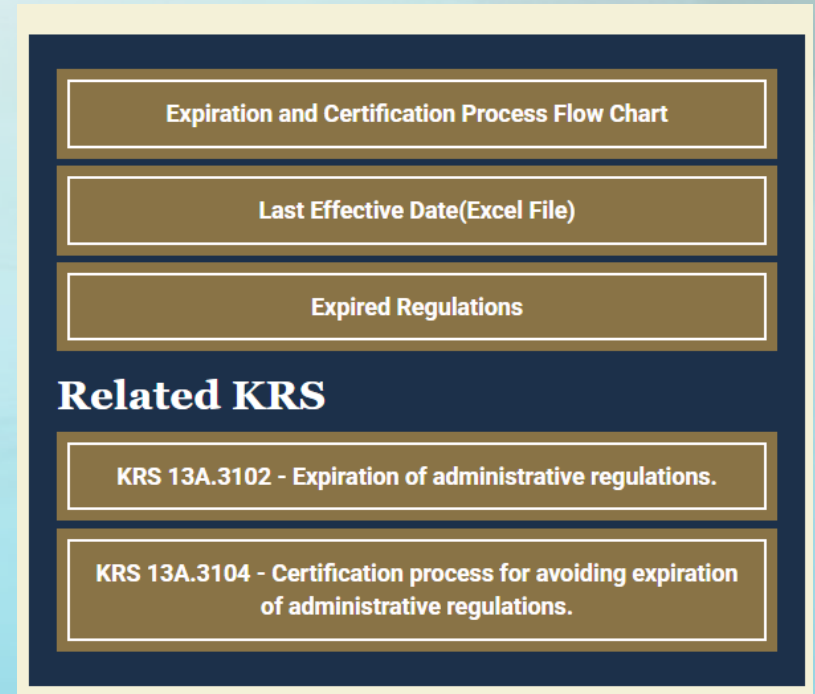 Expiration and Certification Process Flow Chart
Last Effective Date(Excel File)
Expired Regulations
Related KRS
KRS 13A.3102 - Expiration of administrative regulations.
KRS 13A.3104 - Certification process for avoiding expiration
of administrative regulations.